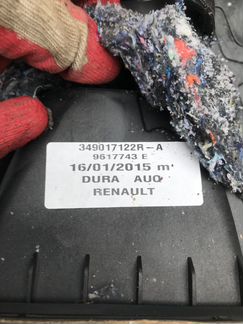 349017122R-A
9617743 E
16/01/2015 m
DURA AUO
RENAULT